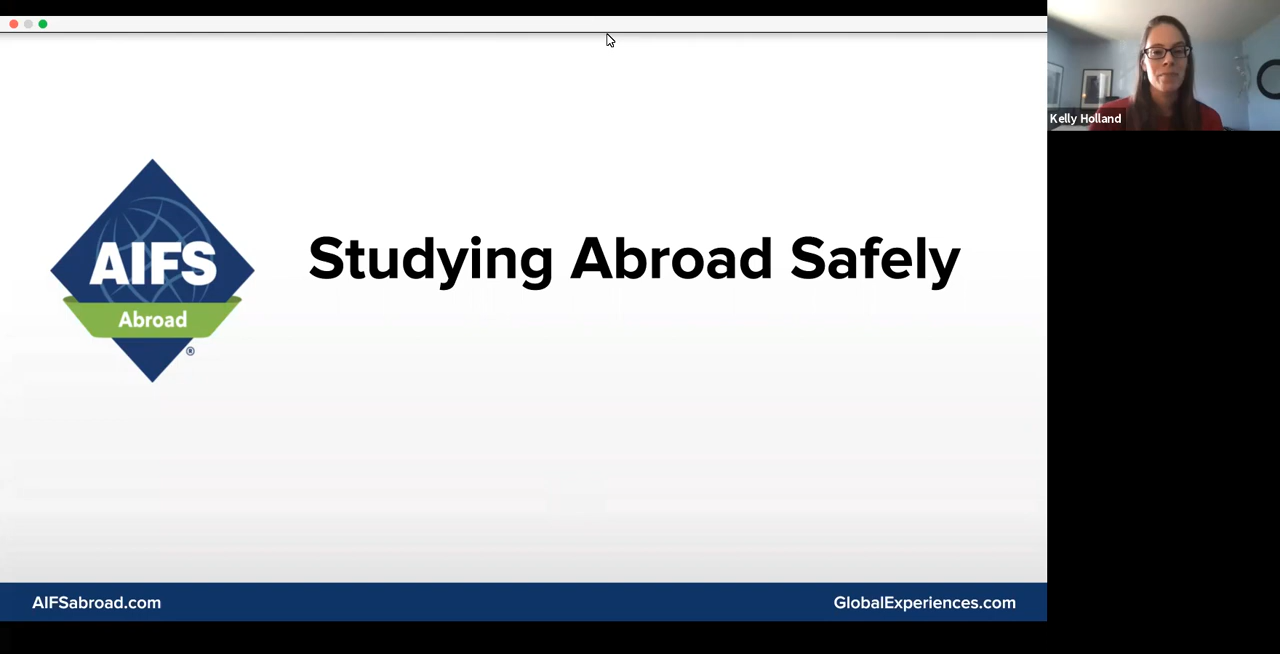 Kelly Holland
AIFS
Abroad
®
Studying Abroad Safely
AIFSabroad.com
GlobalExperiences.com